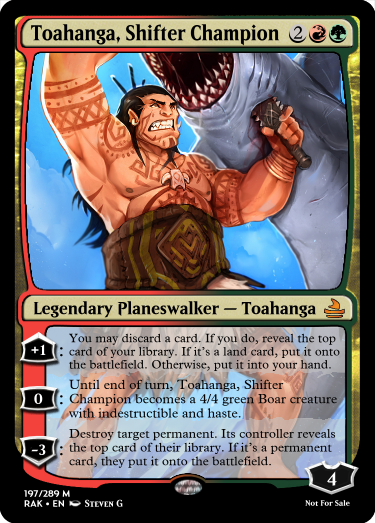 Toahanga, Shifter Champion 2
Legendary Planeswalker — Toahanga
+1: You may discard a card. If you do, reveal the top
card of your library. If it's a land card, put it onto
the battlefield. Otherwise, put it into your hand.
0: Until end of turn, Toahanga, Shifter
Champion becomes a 4/4 green Boar creature
with indestructible and haste.
-3: Destroy target permanent. Its controller reveals
the top card of their library. If it's a permanent
card, they put it onto the battlefield.
4
197/289 M
RAK • EN Steven G
Not For Sale